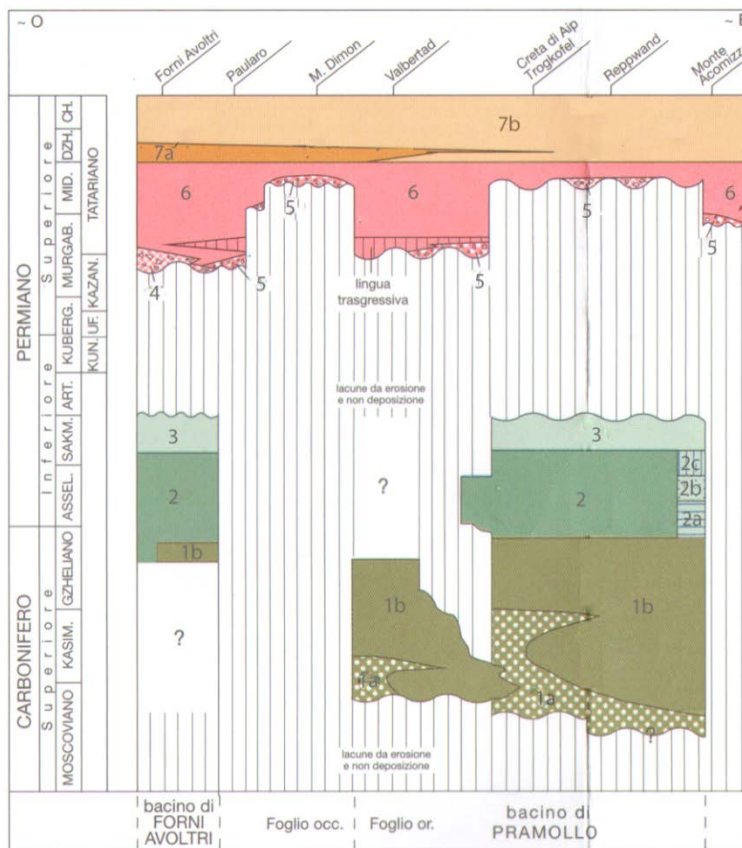 ~ O
~ E
Forni Avoltri
Paularo
M. Dimon
Valbertad
Creta di Aip
Trogkofel
Reppwand
Monte
Acomizz
PERMIANO
Superiore
Inferiore
CH.
DZH.
MID.
MURGAB.
KUBERG.
ART.
SAKM.
ASSEL.
TATARIANO
KAZAN.
UF.
KUN.
CARBONIFERO
Superiore
GZHELIANO
KASIM.
MOSCOVIANO
7b
7a
6
6
6
5
5
5
4
5
5
5
lingua
trasgressiva
lacune da erosione
e non deposizione
3
3
2
?
2
2c
2b
2a
1b
1b
1b
?
1a
1a
?
lacune da erosione
e non deposizione
bacino di
FORNI
AVOLTRI
Foglio occ.
Foglio or.
bacino di
PRAMOLLO